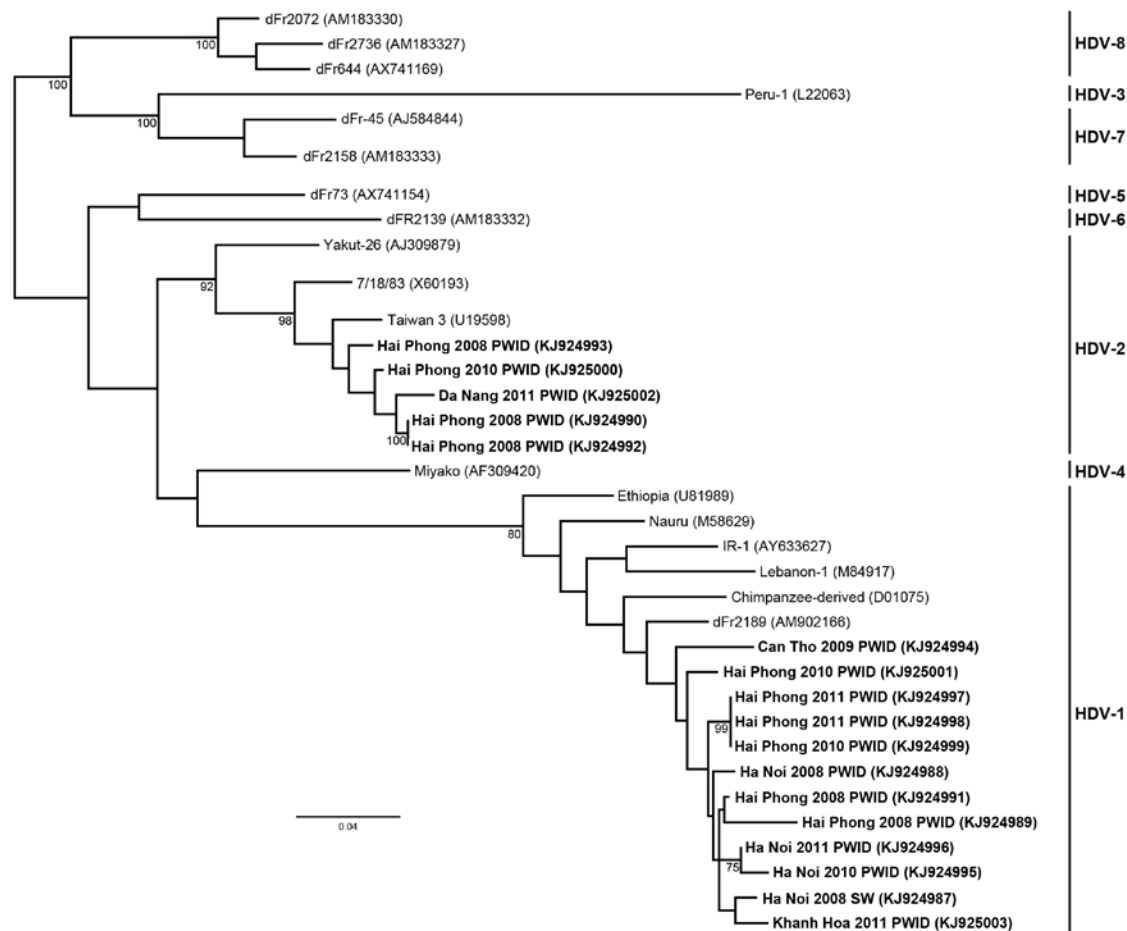 dFr2072 (AM183330)
100
dFr2736 (AM183327)
HDV-8
dFr644 (AX741169)
100
Peru-1 (L22063)
HDV-3
100
dFr-45 (AJ584844)
HDV-7
dFr2158 (AM183333)
dFr73 (AX741154)
HDV-5
dFR2139 (AM183332)
HDV-6
Yakut-26 (AJ309879)
92
7/18/83 (X60193)
98
Taiwan 3 (U19598)
Hai Phong 2008 PWID (KJ924993)
HDV-2
Hai Phong 2010 PWID (KJ925000)
Da Nang 2011 PWID (KJ925002)
Hai Phong 2008 PWID (KJ924990)
100
Hai Phong 2008 PWID (KJ924992)
Miyako (AF309420)
HDV-4
Ethiopia (U81989)
80
Nauru (M58629)
IR-1 (AY633627)
Lebanon-1 (M84917)
Chimpanzee-derived (D01075)
dFr2189 (AM902166)
Can Tho 2009 PWID (KJ924994)
Hai Phong 2010 PWID (KJ925001)
Hai Phong 2011 PWID (KJ924997)
HDV-1
Hai Phong 2011 PWID (KJ924998)
99
Hai Phong 2010 PWID (KJ924999)
Ha Noi 2008 PWID (KJ924988)
Hai Phong 2008 PWID (KJ924991)
Hai Phong 2008 PWID (KJ924989)
0.04
Ha Noi 2011 PWID (KJ924996)
75
Ha Noi 2010 PWID (KJ924995)
Ha Noi 2008 SW (KJ924987)
Khanh Hoa 2011 PWID (KJ925003)